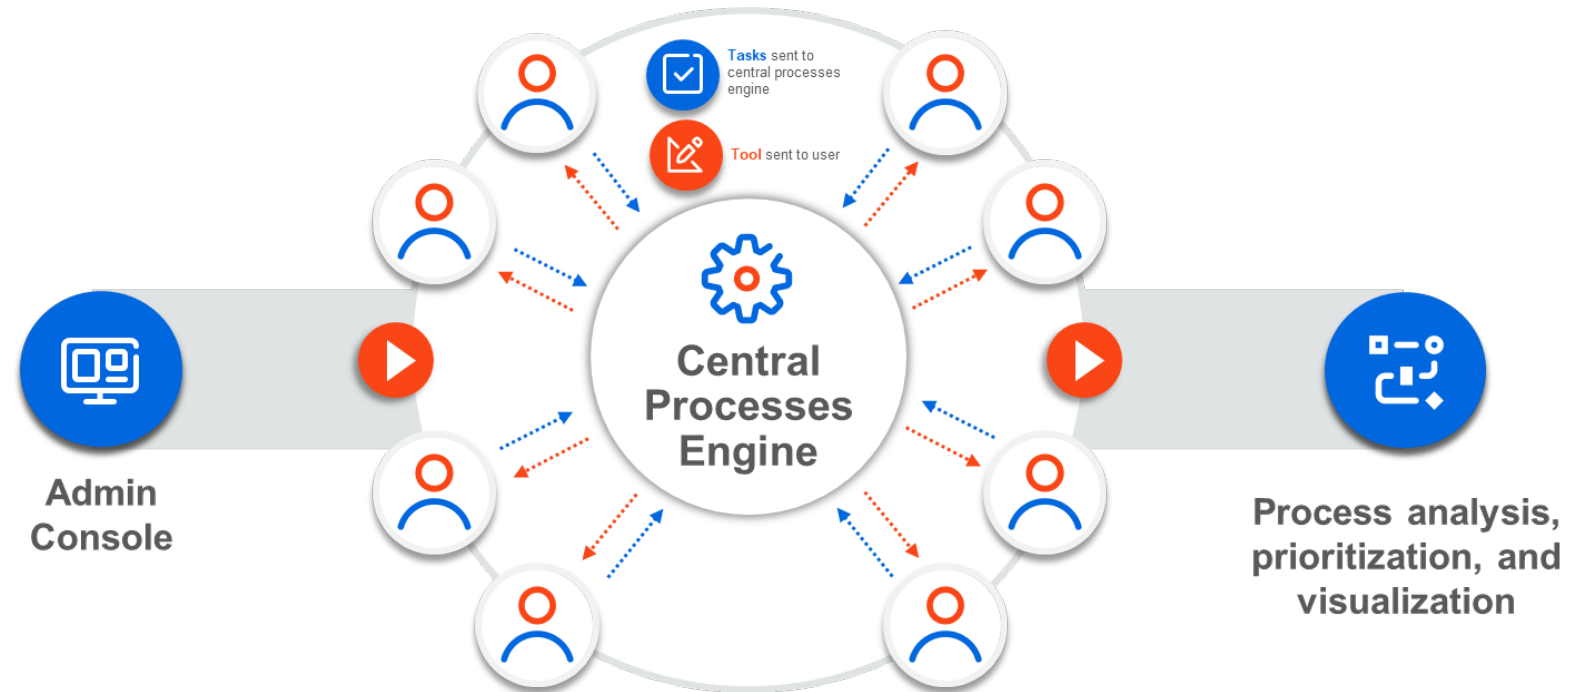 Tasks sent to
central processes
engine
Tool sent to user
Central
Processes
Engine
Admin
Console
Process analysis,
prioritization, and
visualization